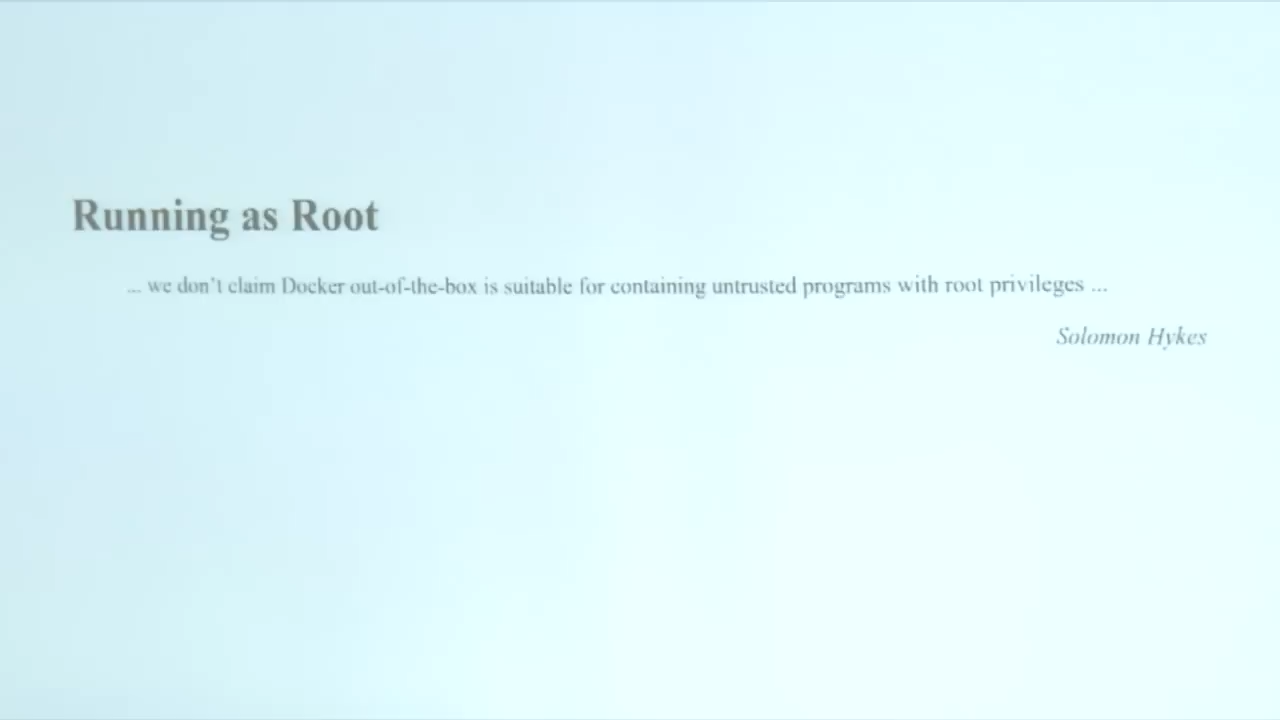 Running as Root
... we don't claim Docker out-of-the-box is suitable for containing untrusted programs with root privileges ...
Solomon Hykes